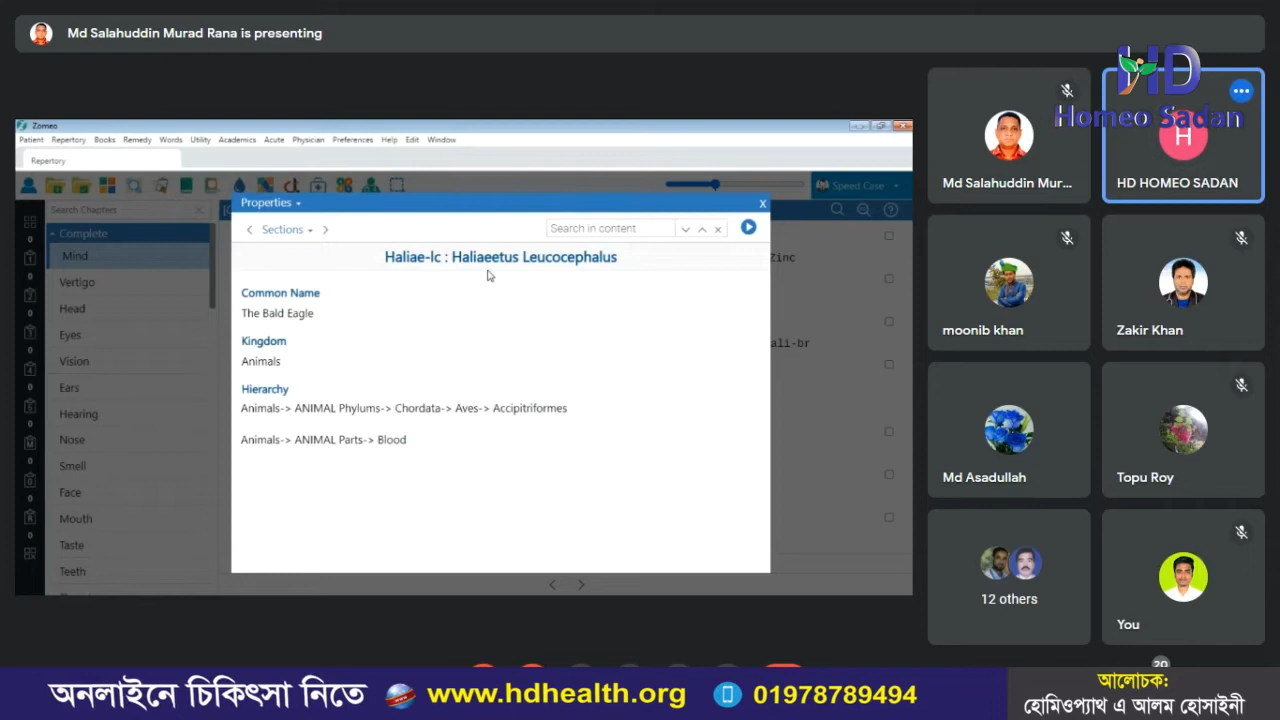 Md Salahuddin Murad Rana is presenting
HD
Homeo Sadan
Zomeo
Patient Repertory Books Remedy Words Utility Academics Acute Physician Preferences Help Edit Window
Repertory
Speed Case
Search Chapters
Complete
Mind
Vertigo
Head
Eyes
Vision
Ears
Hearing
Nose
Smell
Face
Mouth
Taste
Teeth
Properties
Sections
Search in content
Haliae-lc : Haliaeetus Leucocephalus
Common Name
The Bald Eagle
Kingdom
Animals
Hierarchy
Animals-> ANIMAL Phylums-> Chordata-> Aves-> Accipitriformes
Animals-> ANIMAL Parts-> Blood
Zinc
ali-br
Md Salahuddin Mur...
H
HD HOMEO SADAN
moonib khan
Zakir Khan
Md Asadullah
Topu Roy
12 others
You
20
অনলাইনে চিকিৎসা নিতে www.hdhealth.org 01978789494
আলোচক:
হোমিওপ্যাথ এ আলম হোসাইনী